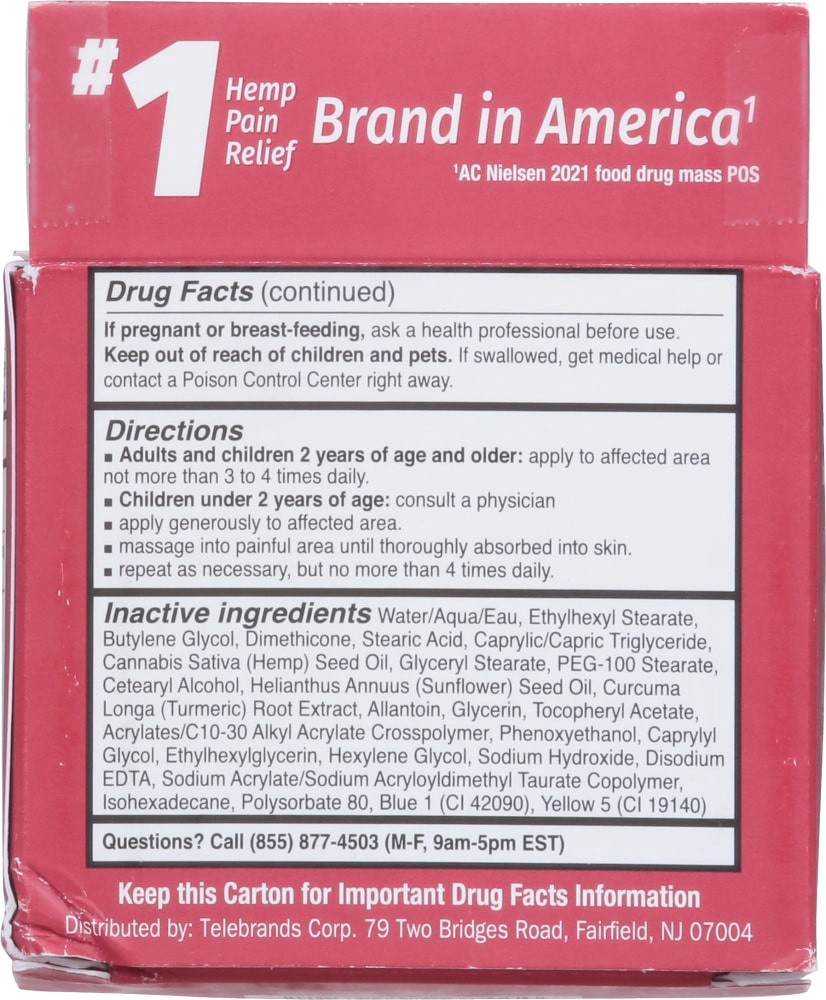 #1 Hemp
Pain
Relief
Brand in America¹
¹AC Nielsen 2021 food drug mass POS
Drug Facts (continued)
If pregnant or breast-feeding, ask a health professional before use.
Keep out of reach of children and pets. If swallowed, get medical help or
contact a Poison Control Center right away.
Directions
■ Adults and children 2 years of age and older: apply to affected area
not more than 3 to 4 times daily.
■ Children under 2 years of age: consult a physician
■ apply generously to affected area.
■ massage into painful area until thoroughly absorbed into skin.
■ repeat as necessary, but no more than 4 times daily.
Inactive ingredients Water/Aqua/Eau, Ethylhexyl Stearate,
Butylene Glycol, Dimethicone, Stearic Acid, Caprylic/Capric Triglyceride,
Cannabis Sativa (Hemp) Seed Oil, Glyceryl Stearate, PEG-100 Stearate,
Cetearyl Alcohol, Helianthus Annuus (Sunflower) Seed Oil, Curcuma
Longa (Turmeric) Root Extract, Allantoin, Glycerin, Tocopheryl Acetate,
Acrylates/C10-30 Alkyl Acrylate Crosspolymer, Phenoxyethanol, Caprylyl
Glycol, Ethylhexylglycerin, Hexylene Glycol, Sodium Hydroxide, Disodium
EDTA, Sodium Acrylate/Sodium Acryloyldimethyl Taurate Copolymer,
Isohexadecane, Polysorbate 80, Blue 1 (CI 42090), Yellow 5 (CI 19140)
Questions? Call (855) 877-4503 (M-F, 9am-5pm EST)
Keep this Carton for Important Drug Facts Information
Distributed by: Telebrands Corp. 79 Two Bridges Road, Fairfield, NJ 07004